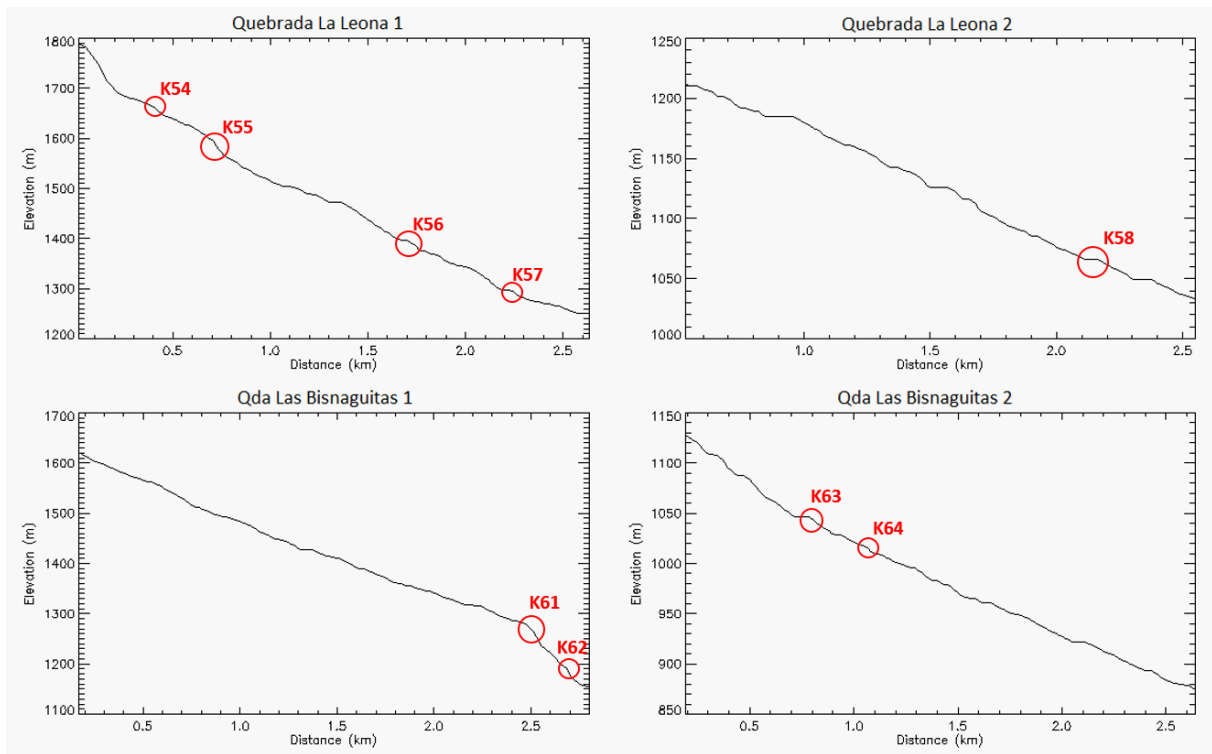 Quebrada La Leona 1
Quebrada La Leona 2
1800
1700
1600
1500
1400
1300
1200
Elevation (m)
K54
K55
K56
K57
0.5
1.0
1.5
2.0
2.5
Distance (km)
1250
1200
1150
1100
1050
1000
Elevation (m)
K58
1.0
1.5
2.0
2.5
Distance (km)
Qda Las Bisnaguitas 1
Qda Las Bisnaguitas 2
1700
1600
1500
1400
1300
1200
1100
Elevation (m)
K61
K62
0.5
1.0
1.5
2.0
2.5
Distance (km)
1150
1100
1050
1000
950
900
850
Elevation (m)
K63
K64
0.5
1.0
1.5
2.0
2.5
Distance (km)